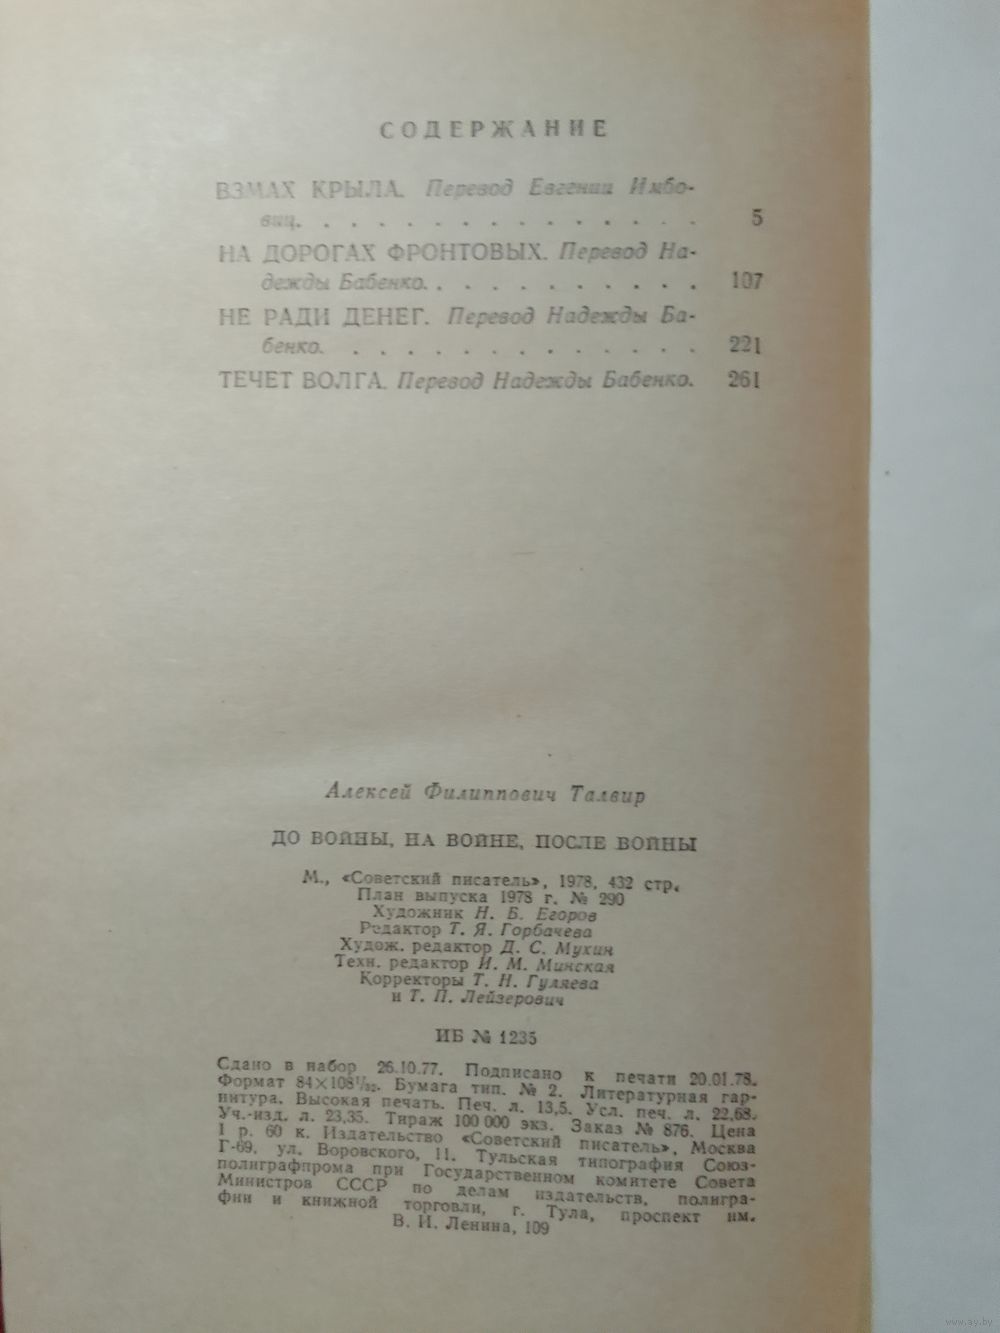 СОДЕРЖАНИЕ
ВЗМАХ КРЫЛА. Перевод Евгении Имбо-
виц. . . . . . . . . . . . . . . 5
НА ДОРОГАХ ФРОНТОВЫХ. Перевод На-
дежды Бабенко. . . . . . . . . . . 107
НЕ РАДИ ДЕНЕГ. Перевод Надежды Ба-
бенко. . . . . . . . . . . . . . . 221
ТЕЧЕТ ВОЛГА. Перевод Надежды Бабенко. 261
Алексей Филиппович Талвир
ДО ВОЙНЫ, НА ВОЙНЕ, ПОСЛЕ ВОЙНЫ
М., «Советский писатель», 1978, 432 стр.
План выпуска 1978 г. № 290
Художник Н. Б. Егоров
Редактор Т. Я. Горбачева
Худож. редактор Д. С. Мухин
Техн. редактор И. М. Минская
Корректоры Т. Н. Гуляева
и Т. П. Лейзерович
ИБ № 1235
Сдано в набор 26.10.77. Подписано к печати 20.01.78.
Формат 84×108¹/₃₂. Бумага тип. № 2. Литературная гар-
нитура. Высокая печать. Печ. л. 13,5. Усл. печ. л. 22,68.
Уч.-изд. л. 23,35. Тираж 100 000 экз. Заказ № 876. Цена
1 р. 60 к. Издательство «Советский писатель», Москва
Г-69, ул. Воровского, 11. Тульская типография Союз-
полиграфпрома при Государственном комитете Совета
Министров СССР по делам издательств, полигра-
фии и книжной торговли, г. Тула, проспект им.
В. И. Ленина, 109
www.ay.by